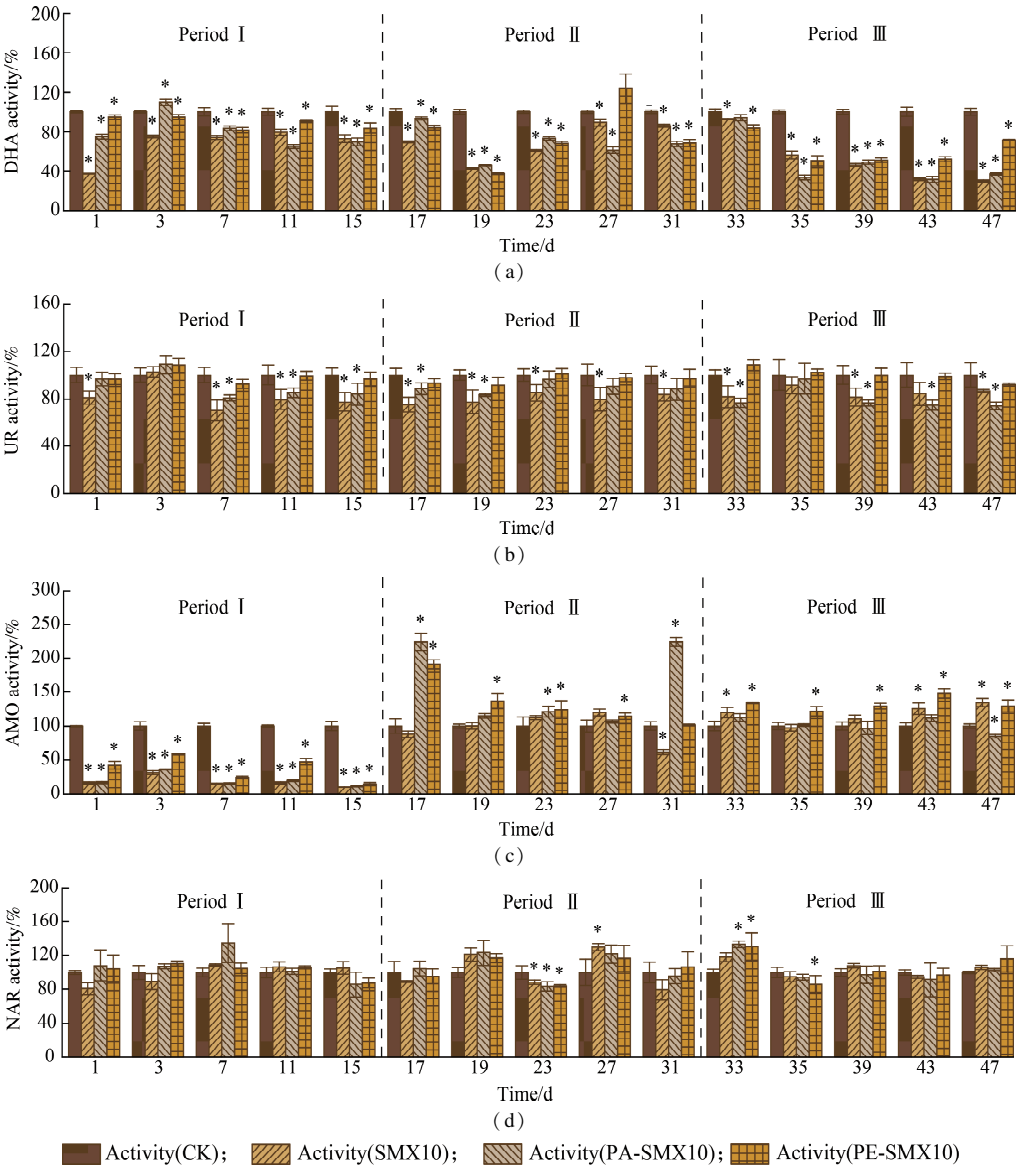 200
160
120
80
40
0
DHA activity/%
Period Ⅰ
Period Ⅱ
Period Ⅲ
* * * * * * * * * * * * * * * * * * * * * * * * * * * * * * * * * * * * * *
1 3 7 11 15 17 19 23 27 31 33 35 39 43 47
Time/d
(a)
160
120
80
40
0
UR activity/%
Period Ⅰ
Period Ⅱ
Period Ⅲ
* * * * * * * * * * * * * * * * * * * * *
1 3 7 11 15 17 19 23 27 31 33 35 39 43 47
Timc/d
(b)
300
250
200
150
100
50
0
AMO activity/%
Period Ⅰ
Period Ⅱ
Period Ⅲ
* * * * * * * * * * * * * * * * * * * * * * * * * * * * * * * * *
1 3 7 11 15 17 19 23 27 31 33 35 39 43 47
Time/d
(c)
200
160
120
80
40
0
NAR activity/%
Period Ⅰ
Period Ⅱ
Period Ⅲ
* * * * * * *
1 3 7 11 15 17 19 23 27 31 33 35 39 43 47
Time/d
(d)
Activity(CK); Activity(SMX10); Activity(PA-SMX10); Activity(PE-SMX10)